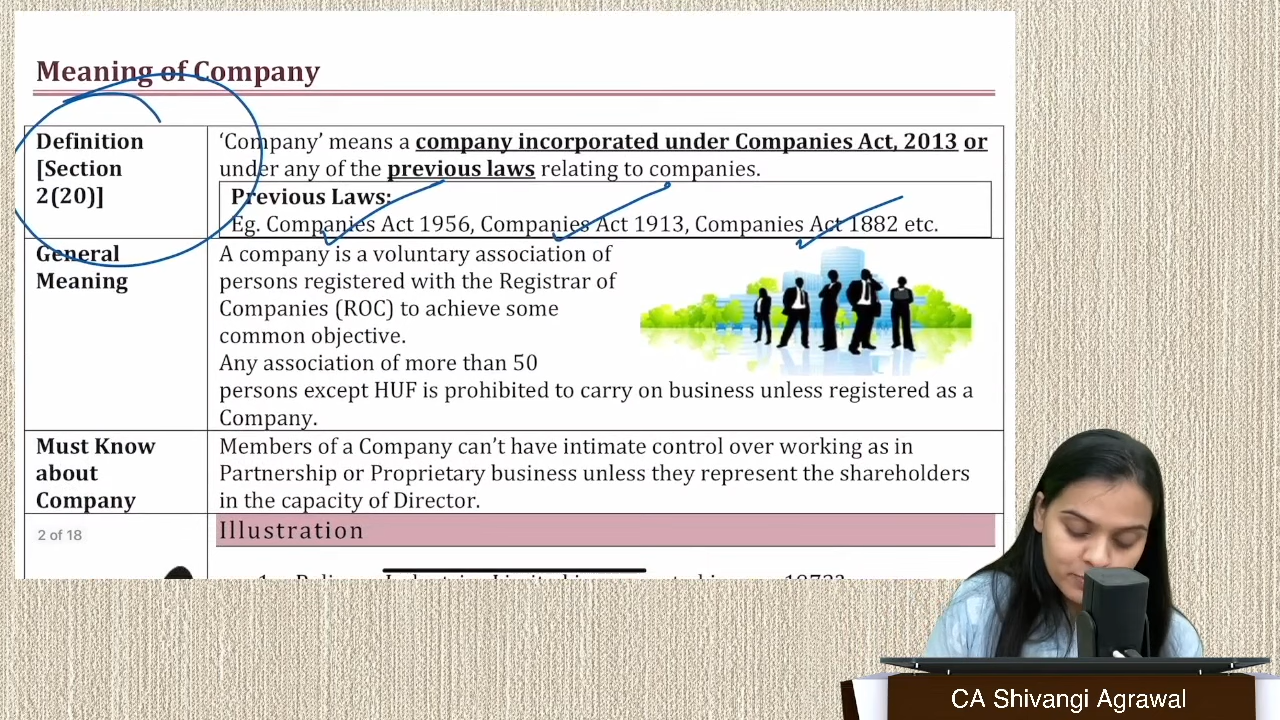 Meaning of Company
Definition
[Section
2(20)]
‘Company’ means a company incorporated under Companies Act, 2013 or
under any of the previous laws relating to companies.
Previous Laws:
Eg. Companies Act 1956, Companies Act 1913, Companies Act 1882 etc.
General
Meaning
A company is a voluntary association of
persons registered with the Registrar of
Companies (ROC) to achieve some
common objective.
Any association of more than 50
persons except HUF is prohibited to carry on business unless registered as a
Company.
Must Know
about
Company
Members of a Company can’t have intimate control over working as in
Partnership or Proprietary business unless they represent the shareholders
in the capacity of Director.
2 of 18
Illustration
CA Shivangi Agrawal